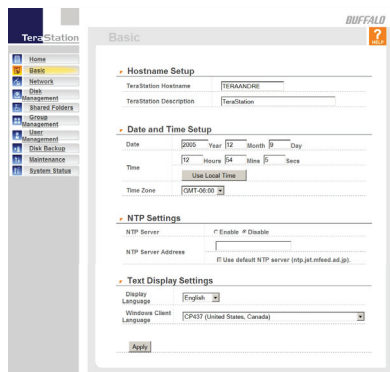 BUFFALO
TeraStation
Basic
HELP
Home
Basic
Network
Disk Management
Shared Folders
Group Management
User Management
Disk Backup
Maintenance
System Status
Hostname Setup
TeraStation Hostname
TERAANDRE
TeraStation Description
TeraStation
Date and Time Setup
Date
2005 Year 12 Month 9 Day
Time
12 Hours 54 Mins 5 Secs
Use Local Time
Time Zone
GMT-06:00
NTP Settings
NTP Server
Enable Disable
NTP Server Address
Use default NTP server (ntp.jst.mfeed.ad.jp).
Text Display Settings
Display Language
English
Windows Client Language
CP437 (United States, Canada)
Apply